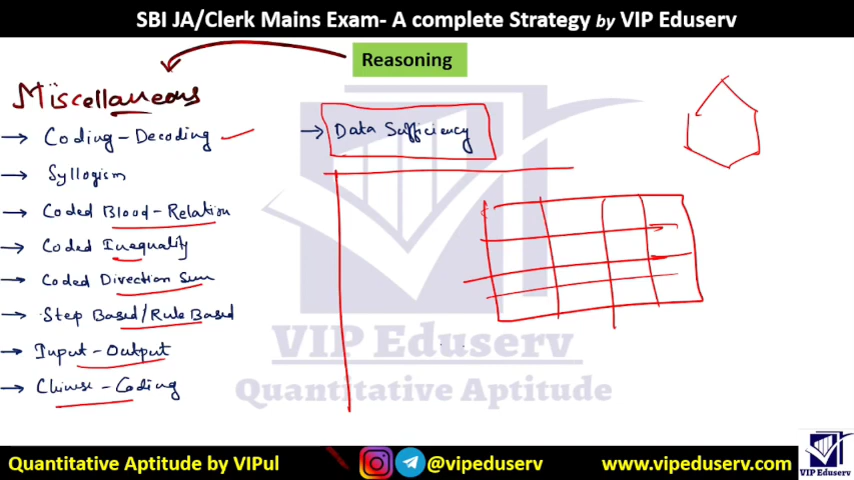 SBI JA/Clerk Mains Exam- A complete Strategy by VIP Eduserv
Reasoning
Miscellaneous
→ Coding-Decoding
→ Syllogism
→ Coded Blood-Relation
→ Coded Inequality
→ Coded Direction Sum
→ Step Based/Rule Based
→ Input-Output
→ Chinese-Coding
→ Data Sufficiency
VIP Eduserv
Quantitative Aptitude
Quantitative Aptitude by VIPul
@vipeduserv
www.vipeduserv.com